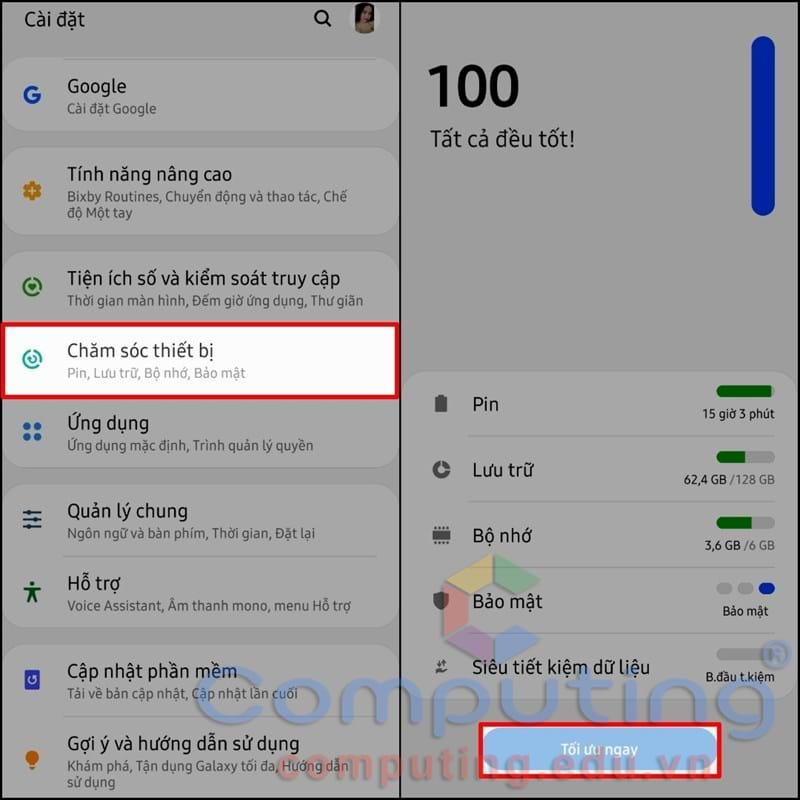 Cài đặt
Google
Cài đặt Google
Tính năng nâng cao
Bixby Routines, Chuyển động và thao tác, Chế
độ Một tay
Tiện ích số và kiểm soát truy cập
Thời gian màn hình, Đếm giờ ứng dụng, Thư giãn
Chăm sóc thiết bị
Pin, Lưu trữ, Bộ nhớ, Bảo mật
Ứng dụng
Ứng dụng mặc định, Trình quản lý quyền
Quản lý chung
Ngôn ngữ và bàn phím, Thời gian, Đặt lại
Hỗ trợ
Voice Assistant, Âm thanh mono, menu Hỗ trợ
Cập nhật phần mềm
Tải về bản cập nhật, Cập nhật lần cuối
Gợi ý và hướng dẫn sử dụng
Khám phá, Tận dụng Galaxy tối đa, Hướng dẫn
sử dụng
100
Tất cả đều tốt!
Pin
15 giờ 3 phút
Lưu trữ
62,4 GB /128 GB
Bộ nhớ
3,6 GB /6 GB
Bảo mật
Bảo mật
Siêu tiết kiệm dữ liệu
B.đầu t.kiệm
Tối ưu ngay
Computing®
computing.edu.vn